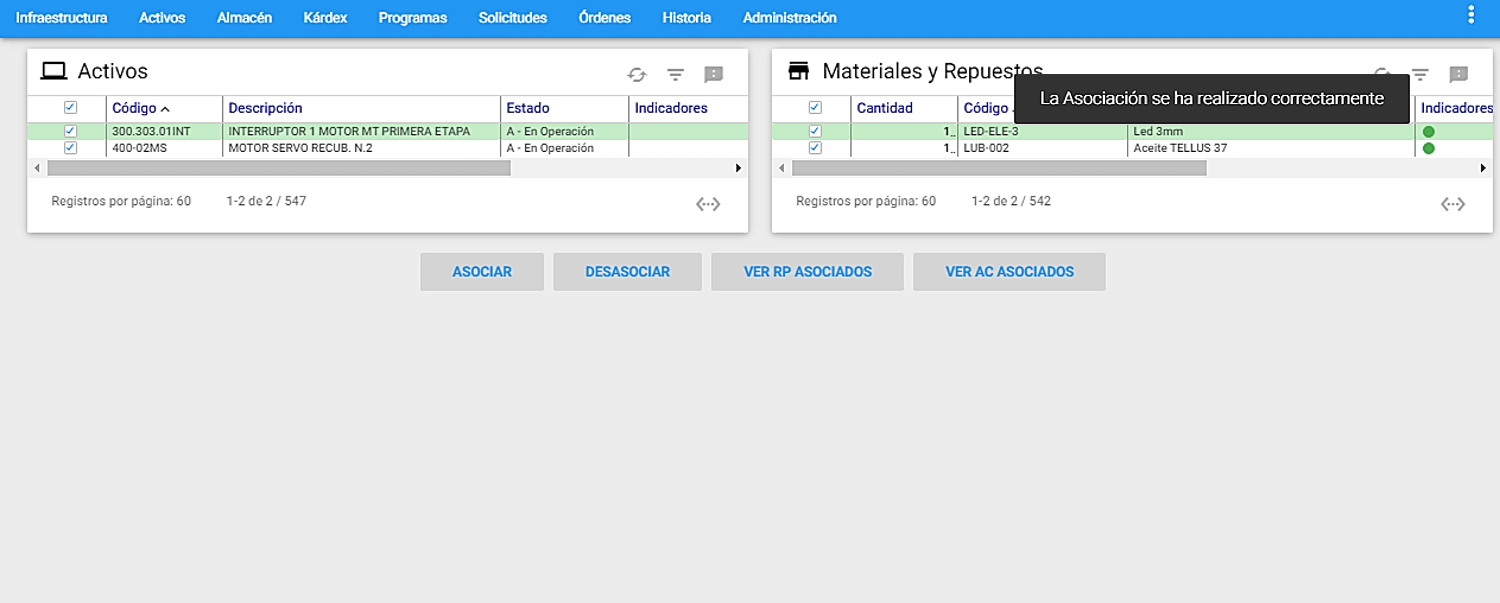 Infraestructura Activos Almacén Kárdex Programas Solicitudes Órdenes Historia Administración
Activos
Código Descripción Estado Indicadores
300.303.01INT INTERRUPTOR 1 MOTOR MT PRIMERA ETAPA A - En Operación
400-02MS MOTOR SERVO RECUB. N.2 A - En Operación
Registros por página: 60 1-2 de 2 / 547
Materiales y Repuestos
La Asociación se ha realizado correctamente
Cantidad Código Indicadores
1.. LED-ELE-3 Led 3mm
1.. LUB-002 Aceite TELLUS 37
Registros por página: 60 1-2 de 2 / 542
ASOCIAR DESASOCIAR VER RP ASOCIADOS VER AC ASOCIADOS